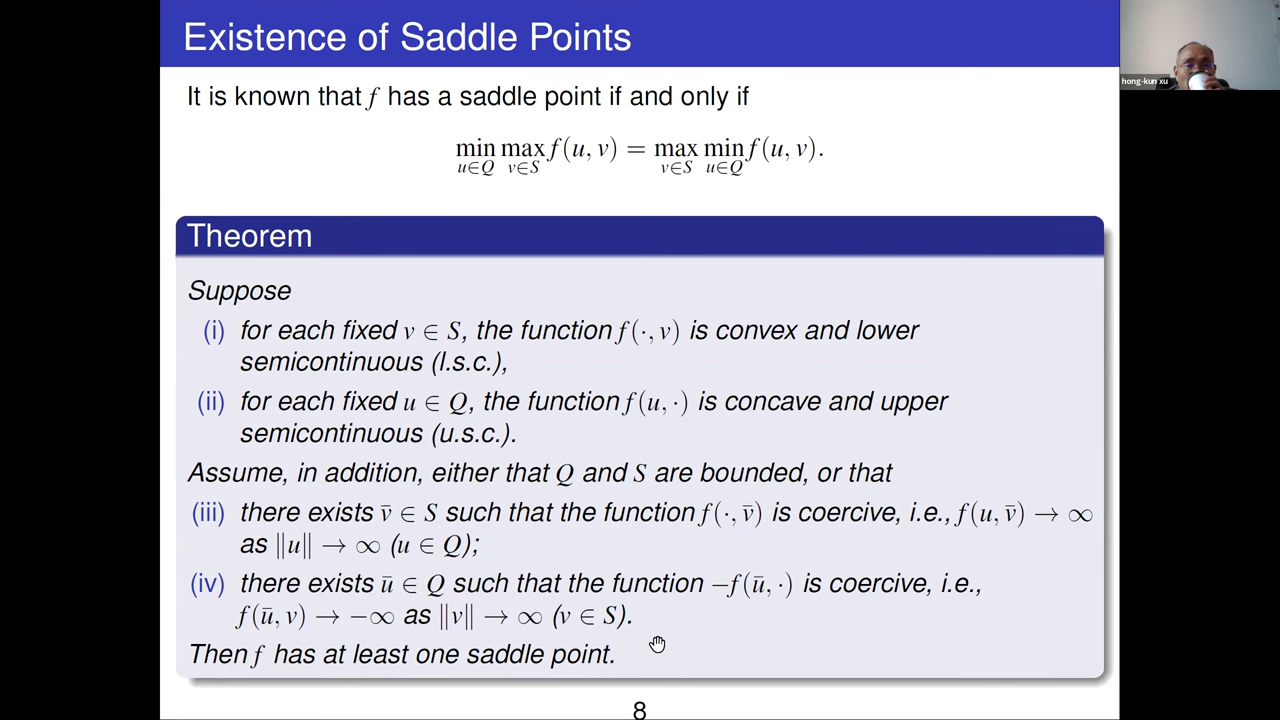 Existence of Saddle Points
hong-kun xu
It is known that f has a saddle point if and only if
min max f(u, v) = max min f(u, v).
u∈Q v∈S v∈S u∈Q
Theorem
Suppose
(i) for each fixed v ∈ S, the function f(·, v) is convex and lower
semicontinuous (l.s.c.),
(ii) for each fixed u ∈ Q, the function f(u, ·) is concave and upper
semicontinuous (u.s.c.).
Assume, in addition, either that Q and S are bounded, or that
(iii) there exists v̄ ∈ S such that the function f(·, v̄) is coercive, i.e., f(u, v̄) → ∞
as ‖u‖ → ∞ (u ∈ Q);
(iv) there exists ū ∈ Q such that the function −f(ū, ·) is coercive, i.e.,
f(ū, v) → −∞ as ‖v‖ → ∞ (v ∈ S).
Then f has at least one saddle point.
8